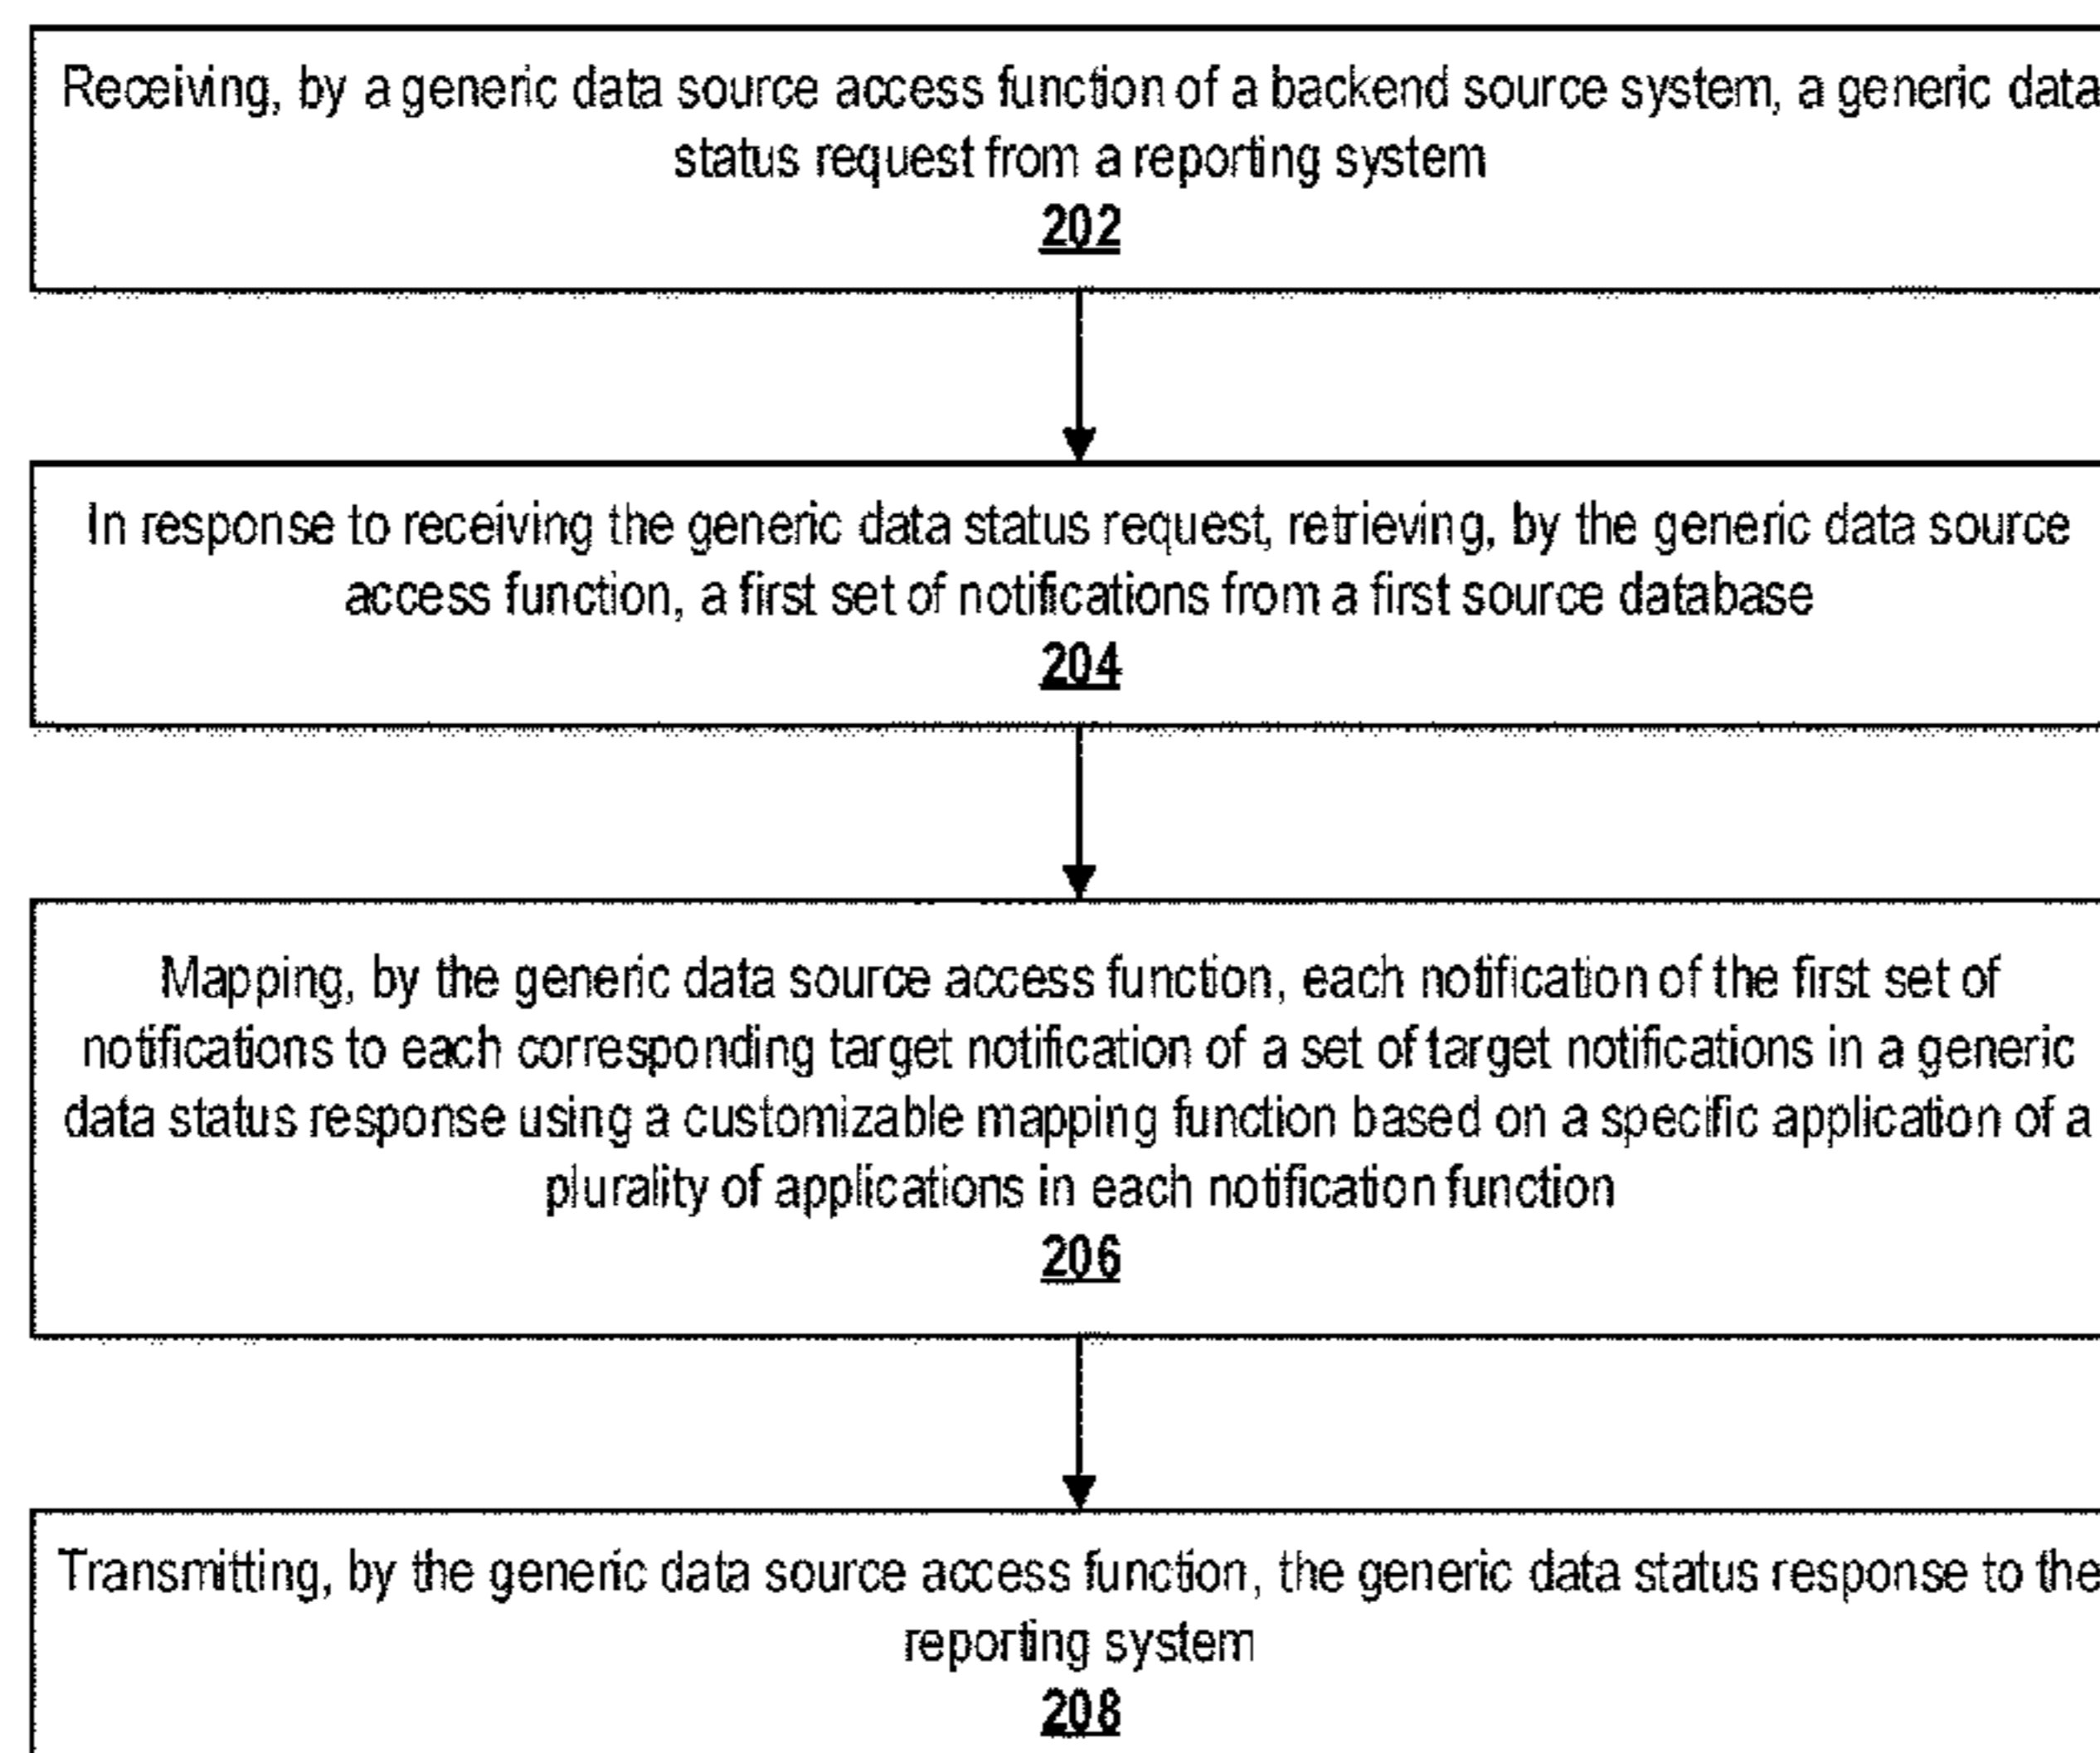 Receiving, by a generic data source access function of a backend source system, a generic data
status request from a reporting system
202
In response to receiving the generic data status request, retrieving, by the generic data source
access function, a first set of notifications from a first source database
204
Mapping, by the generic data source access function, each notification of the first set of
notifications to each corresponding target notification of a set of target notifications in a generic
data status response using a customizable mapping function based on a specific application of a
plurality of applications in each notification function
206
Transmitting, by the generic data source access function, the generic data status response to the
reporting system
208